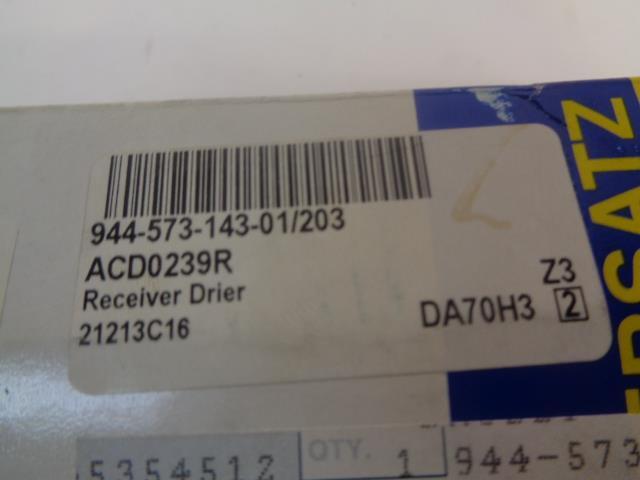 944-573-143-01/203
ACD0239R
Receiver Drier
21213C16
Z3
DA70H3 2
ERSATZ
5354512
QTY.
1
944-573